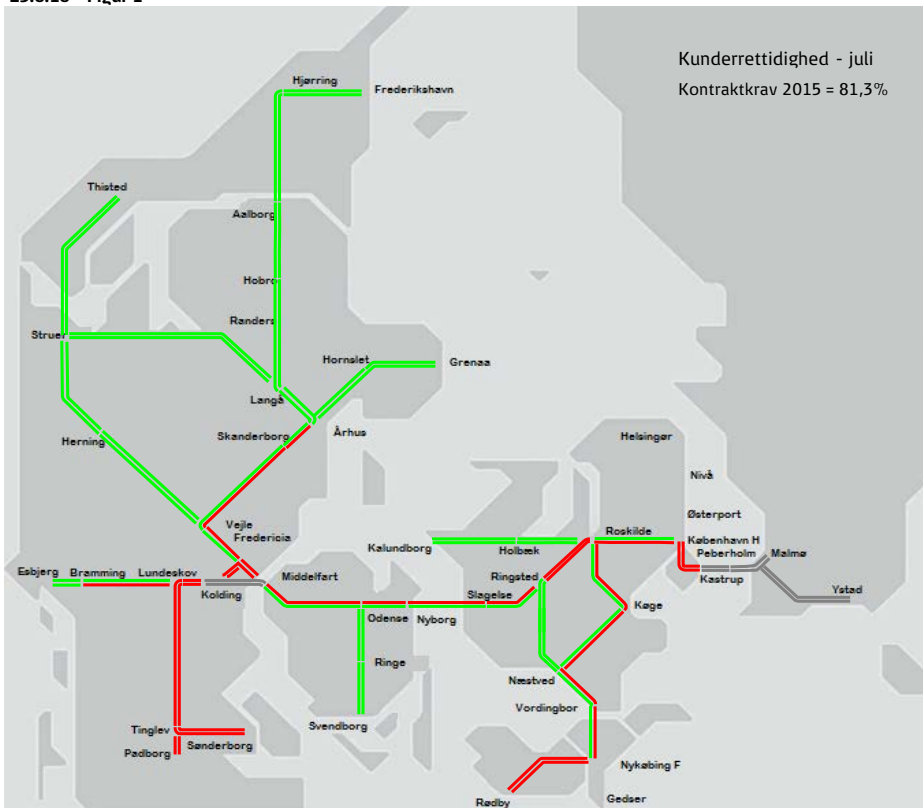 Kunderrettidighed - juli
Kontraktkrav 2015 = 81,3%
Hjørring
Frederikshavn
Thisted
Aalborg
Hobro
Randers
Struer
Hornslet
Grenaa
Langå
Skanderborg
Århus
Herning
Helsingør
Nivå
Østerport
Vejle
Fredericia
Roskilde
København H
Kalundborg
Holbæk
Peberholm
Malmø
Esbjerg
Bramming
Lundeskov
Middelfart
Ringsted
Kastrup
Kolding
Slagelse
Ystad
Odense
Nyborg
Køge
Ringe
Næstved
Vordingbor
Svendborg
Tinglev
Sønderborg
Padborg
Nykøbing F
Rødby
Gedser